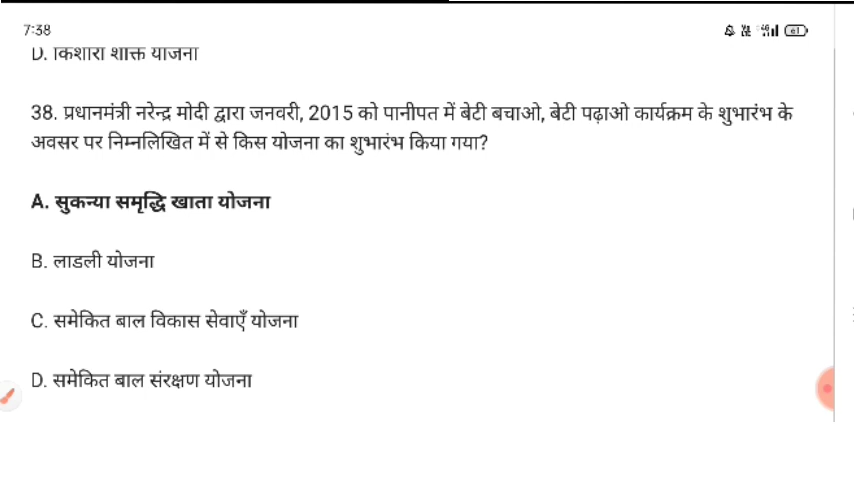 7:38
D. किशोरी शक्ति योजना
38. प्रधानमंत्री नरेन्द्र मोदी द्वारा जनवरी, 2015 को पानीपत में बेटी बचाओ, बेटी पढ़ाओ कार्यक्रम के शुभारंभ के
अवसर पर निम्नलिखित में से किस योजना का शुभारंभ किया गया?
A. सुकन्या समृद्धि खाता योजना
B. लाडली योजना
C. समेकित बाल विकास सेवाएँ योजना
D. समेकित बाल संरक्षण योजना